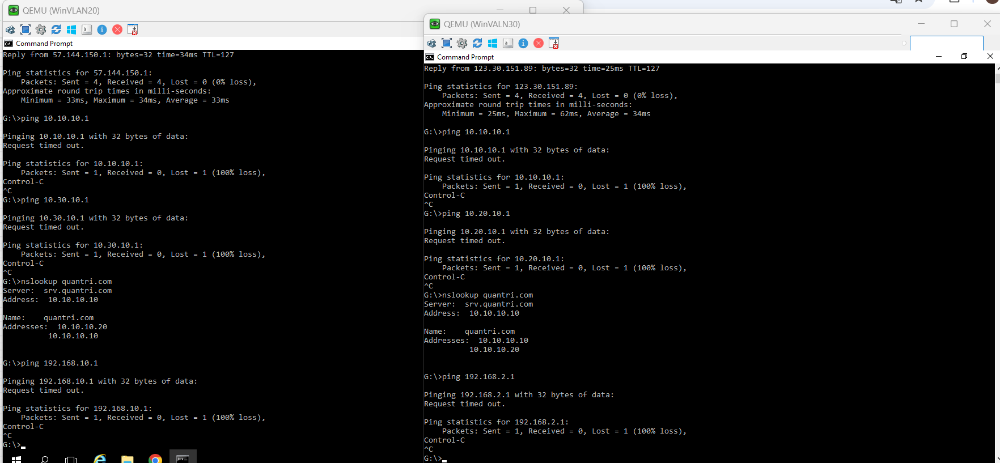 QEMU (WinVLAN20)
Command Prompt
Reply from 57.144.150.1: bytes=32 time=34ms TTL=127
Ping statistics for 57.144.150.1:
    Packets: Sent = 4, Received = 4, Lost = 0 (0% loss),
Approximate round trip times in milli-seconds:
    Minimum = 33ms, Maximum = 34ms, Average = 33ms
G:\>ping 10.10.10.1
Pinging 10.10.10.1 with 32 bytes of data:
Request timed out.
Ping statistics for 10.10.10.1:
    Packets: Sent = 1, Received = 0, Lost = 1 (100% loss),
Control-C
^C
G:\>ping 10.30.10.1
Pinging 10.30.10.1 with 32 bytes of data:
Request timed out.
Ping statistics for 10.30.10.1:
    Packets: Sent = 1, Received = 0, Lost = 1 (100% loss),
Control-C
^C
G:\>nslookup quantri.com
Server:  srv.quantri.com
Address:  10.10.10.10
Name:    quantri.com
Addresses:  10.10.10.20
          10.10.10.10
G:\>ping 192.168.10.1
Pinging 192.168.10.1 with 32 bytes of data:
Request timed out.
Ping statistics for 192.168.10.1:
    Packets: Sent = 1, Received = 0, Lost = 1 (100% loss),
Control-C
^C
G:\>
QEMU (WinVALN30)
Command Prompt
Reply from 123.30.151.89: bytes=32 time=25ms TTL=127
Ping statistics for 123.30.151.89:
    Packets: Sent = 4, Received = 4, Lost = 0 (0% loss),
Approximate round trip times in milli-seconds:
    Minimum = 25ms, Maximum = 62ms, Average = 34ms
G:\>ping 10.10.10.1
Pinging 10.10.10.1 with 32 bytes of data:
Request timed out.
Ping statistics for 10.10.10.1:
    Packets: Sent = 1, Received = 0, Lost = 1 (100% loss),
Control-C
^C
G:\>ping 10.20.10.1
Pinging 10.20.10.1 with 32 bytes of data:
Request timed out.
Ping statistics for 10.20.10.1:
    Packets: Sent = 1, Received = 0, Lost = 1 (100% loss),
Control-C
^C
G:\>nslookup quantri.com
Server:  srv.quantri.com
Address:  10.10.10.10
Name:    quantri.com
Addresses:  10.10.10.10
          10.10.10.20
G:\>ping 192.168.2.1
Pinging 192.168.2.1 with 32 bytes of data:
Request timed out.
Ping statistics for 192.168.2.1:
    Packets: Sent = 1, Received = 0, Lost = 1 (100% loss),
Control-C
^C
G:\>